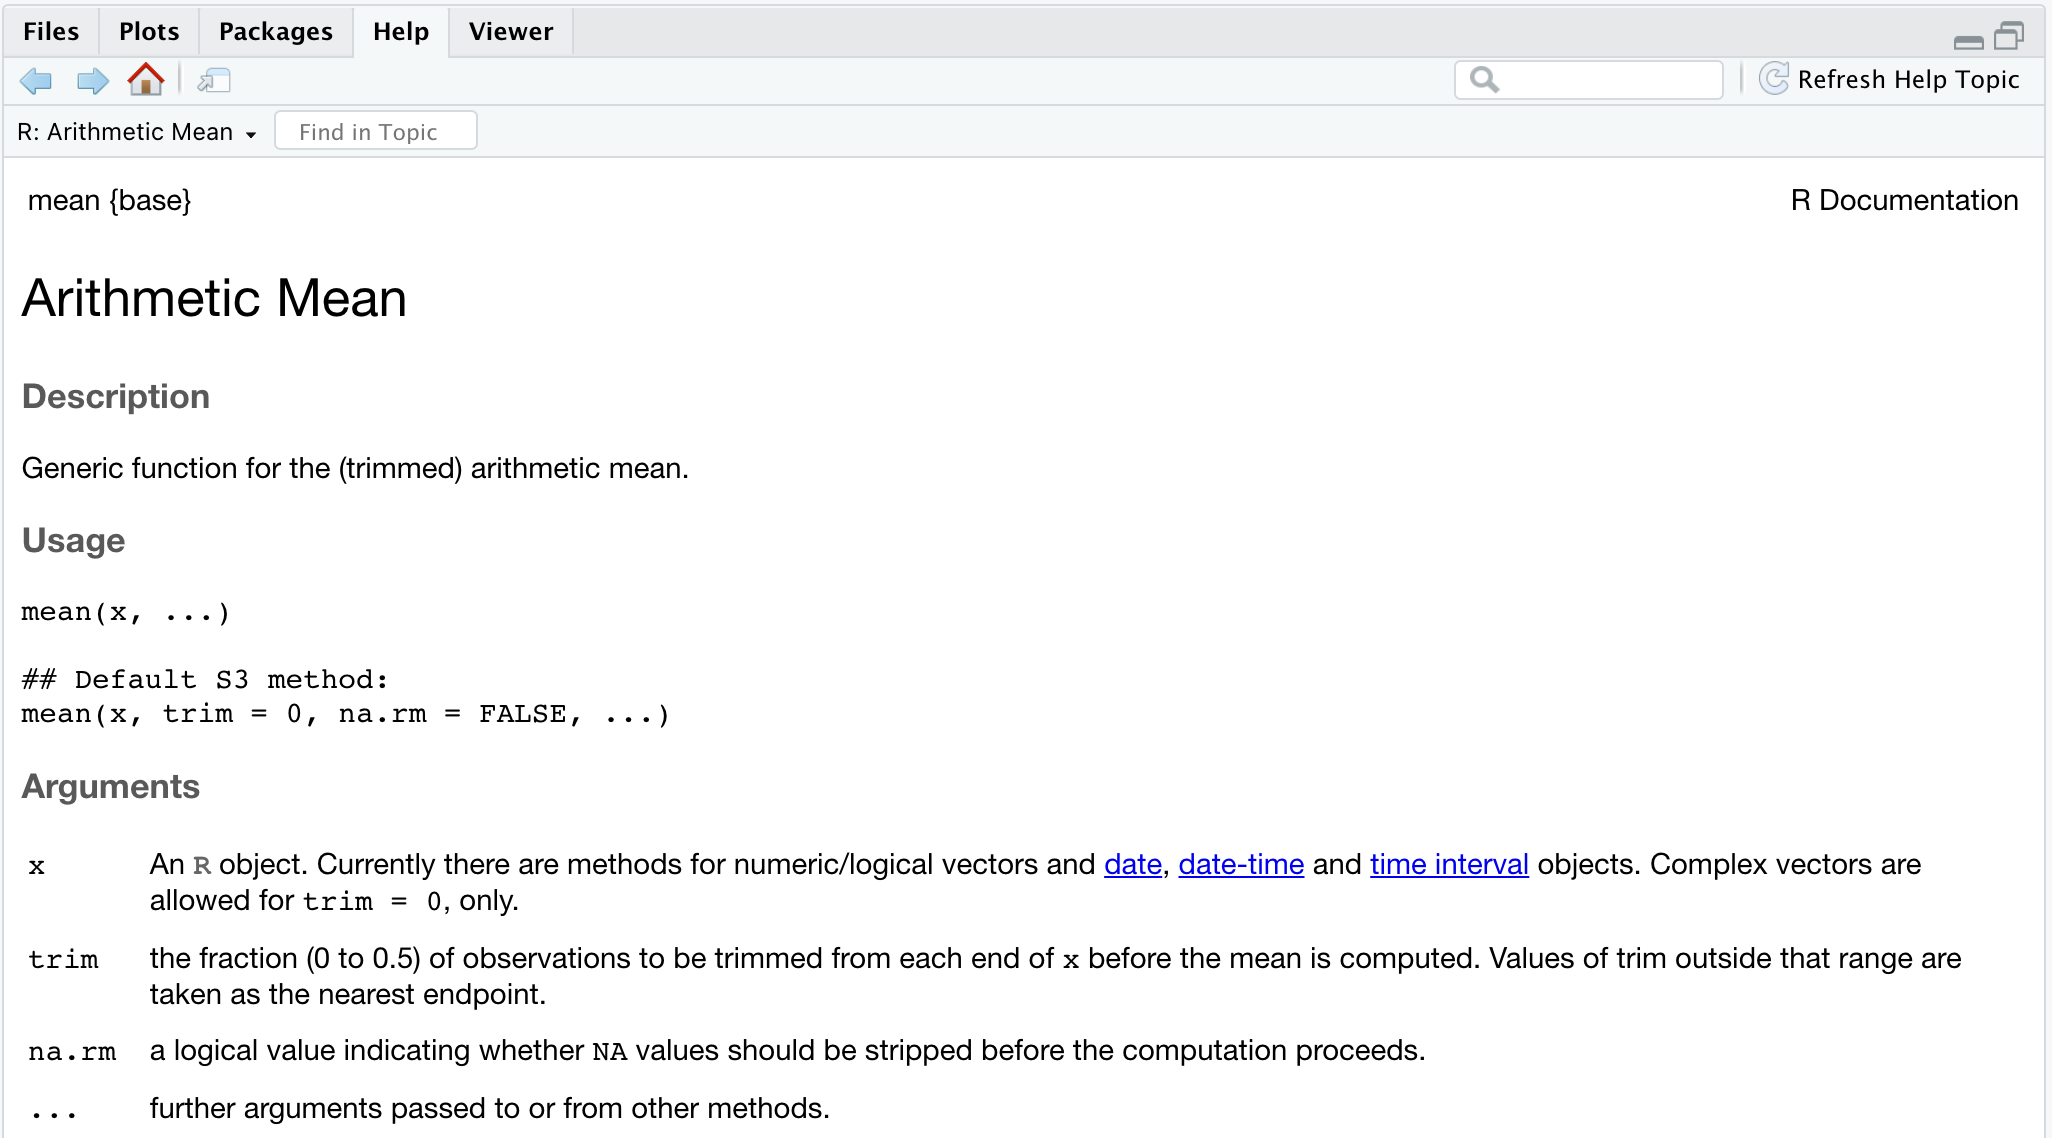 Files Plots Packages Help Viewer
Refresh Help Topic
R: Arithmetic Mean Find in Topic
mean {base} R Documentation
Arithmetic Mean
Description
Generic function for the (trimmed) arithmetic mean.
Usage
mean(x, ...)
## Default S3 method:
mean(x, trim = 0, na.rm = FALSE, ...)
Arguments
x An R object. Currently there are methods for numeric/logical vectors and date, date-time and time interval objects. Complex vectors are
allowed for trim = 0, only.
trim the fraction (0 to 0.5) of observations to be trimmed from each end of x before the mean is computed. Values of trim outside that range are
taken as the nearest endpoint.
na.rm a logical value indicating whether NA values should be stripped before the computation proceeds.
... further arguments passed to or from other methods.